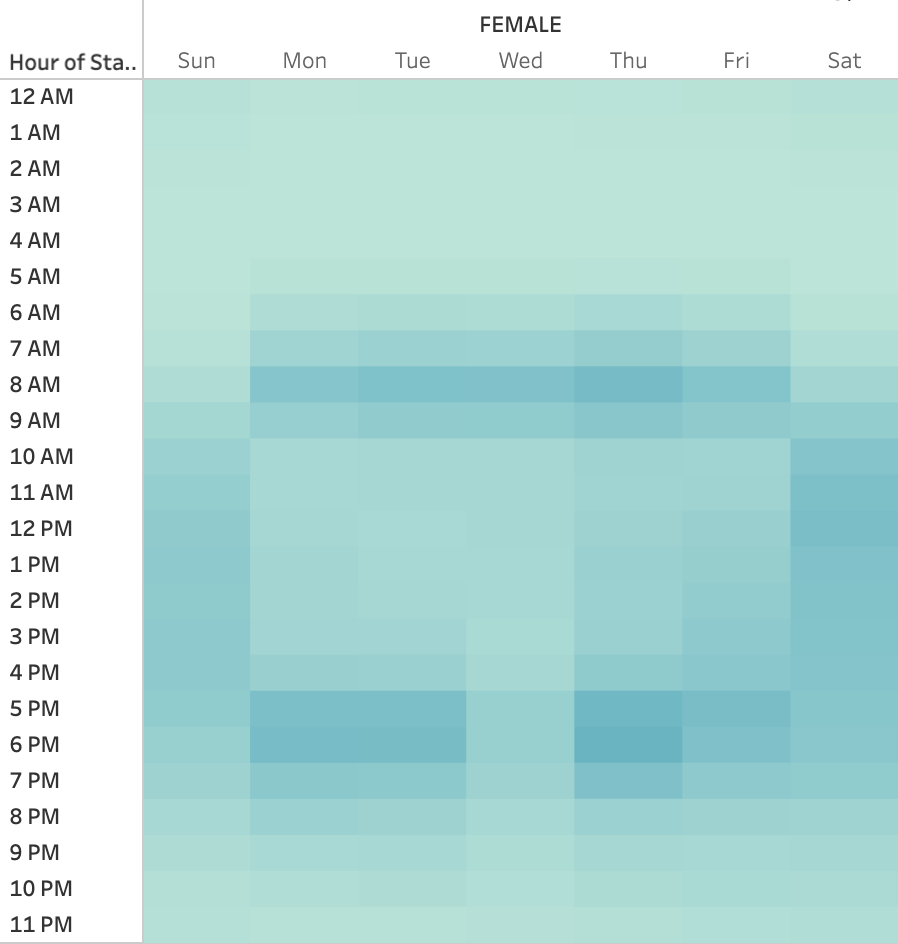 FEMALE
Hour of Sta.. Sun Mon Tue Wed Thu Fri Sat
12 AM
1 AM
2 AM
3 AM
4 AM
5 AM
6 AM
7 AM
8 AM
9 AM
10 AM
11 AM
12 PM
1 PM
2 PM
3 PM
4 PM
5 PM
6 PM
7 PM
8 PM
9 PM
10 PM
11 PM